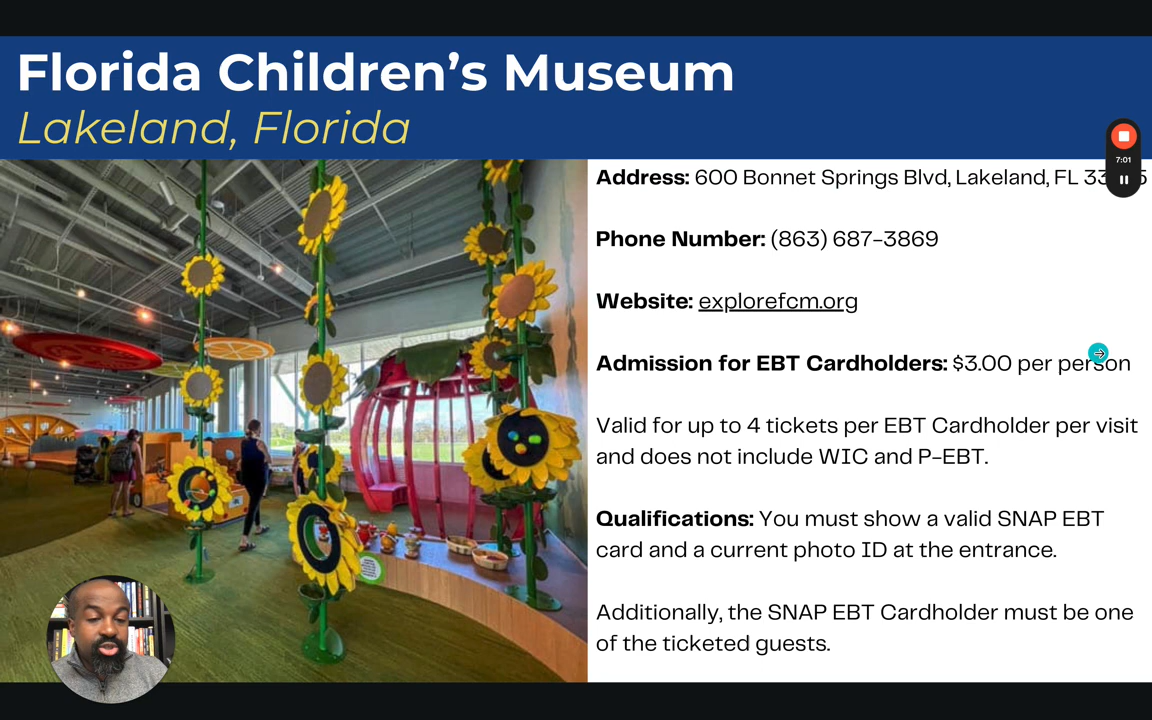 Florida Children's Museum
Lakeland, Florida
7:01
Address: 600 Bonnet Springs Blvd, Lakeland, FL
Phone Number: (863) 687-3869
Website: explorefcm.org
Admission for EBT Cardholders: $3.00 per person
Valid for up to 4 tickets per EBT Cardholder per visit
and does not include WIC and P-EBT.
Qualifications: You must show a valid SNAP EBT
card and a current photo ID at the entrance.
Additionally, the SNAP EBT Cardholder must be one
of the ticketed guests.